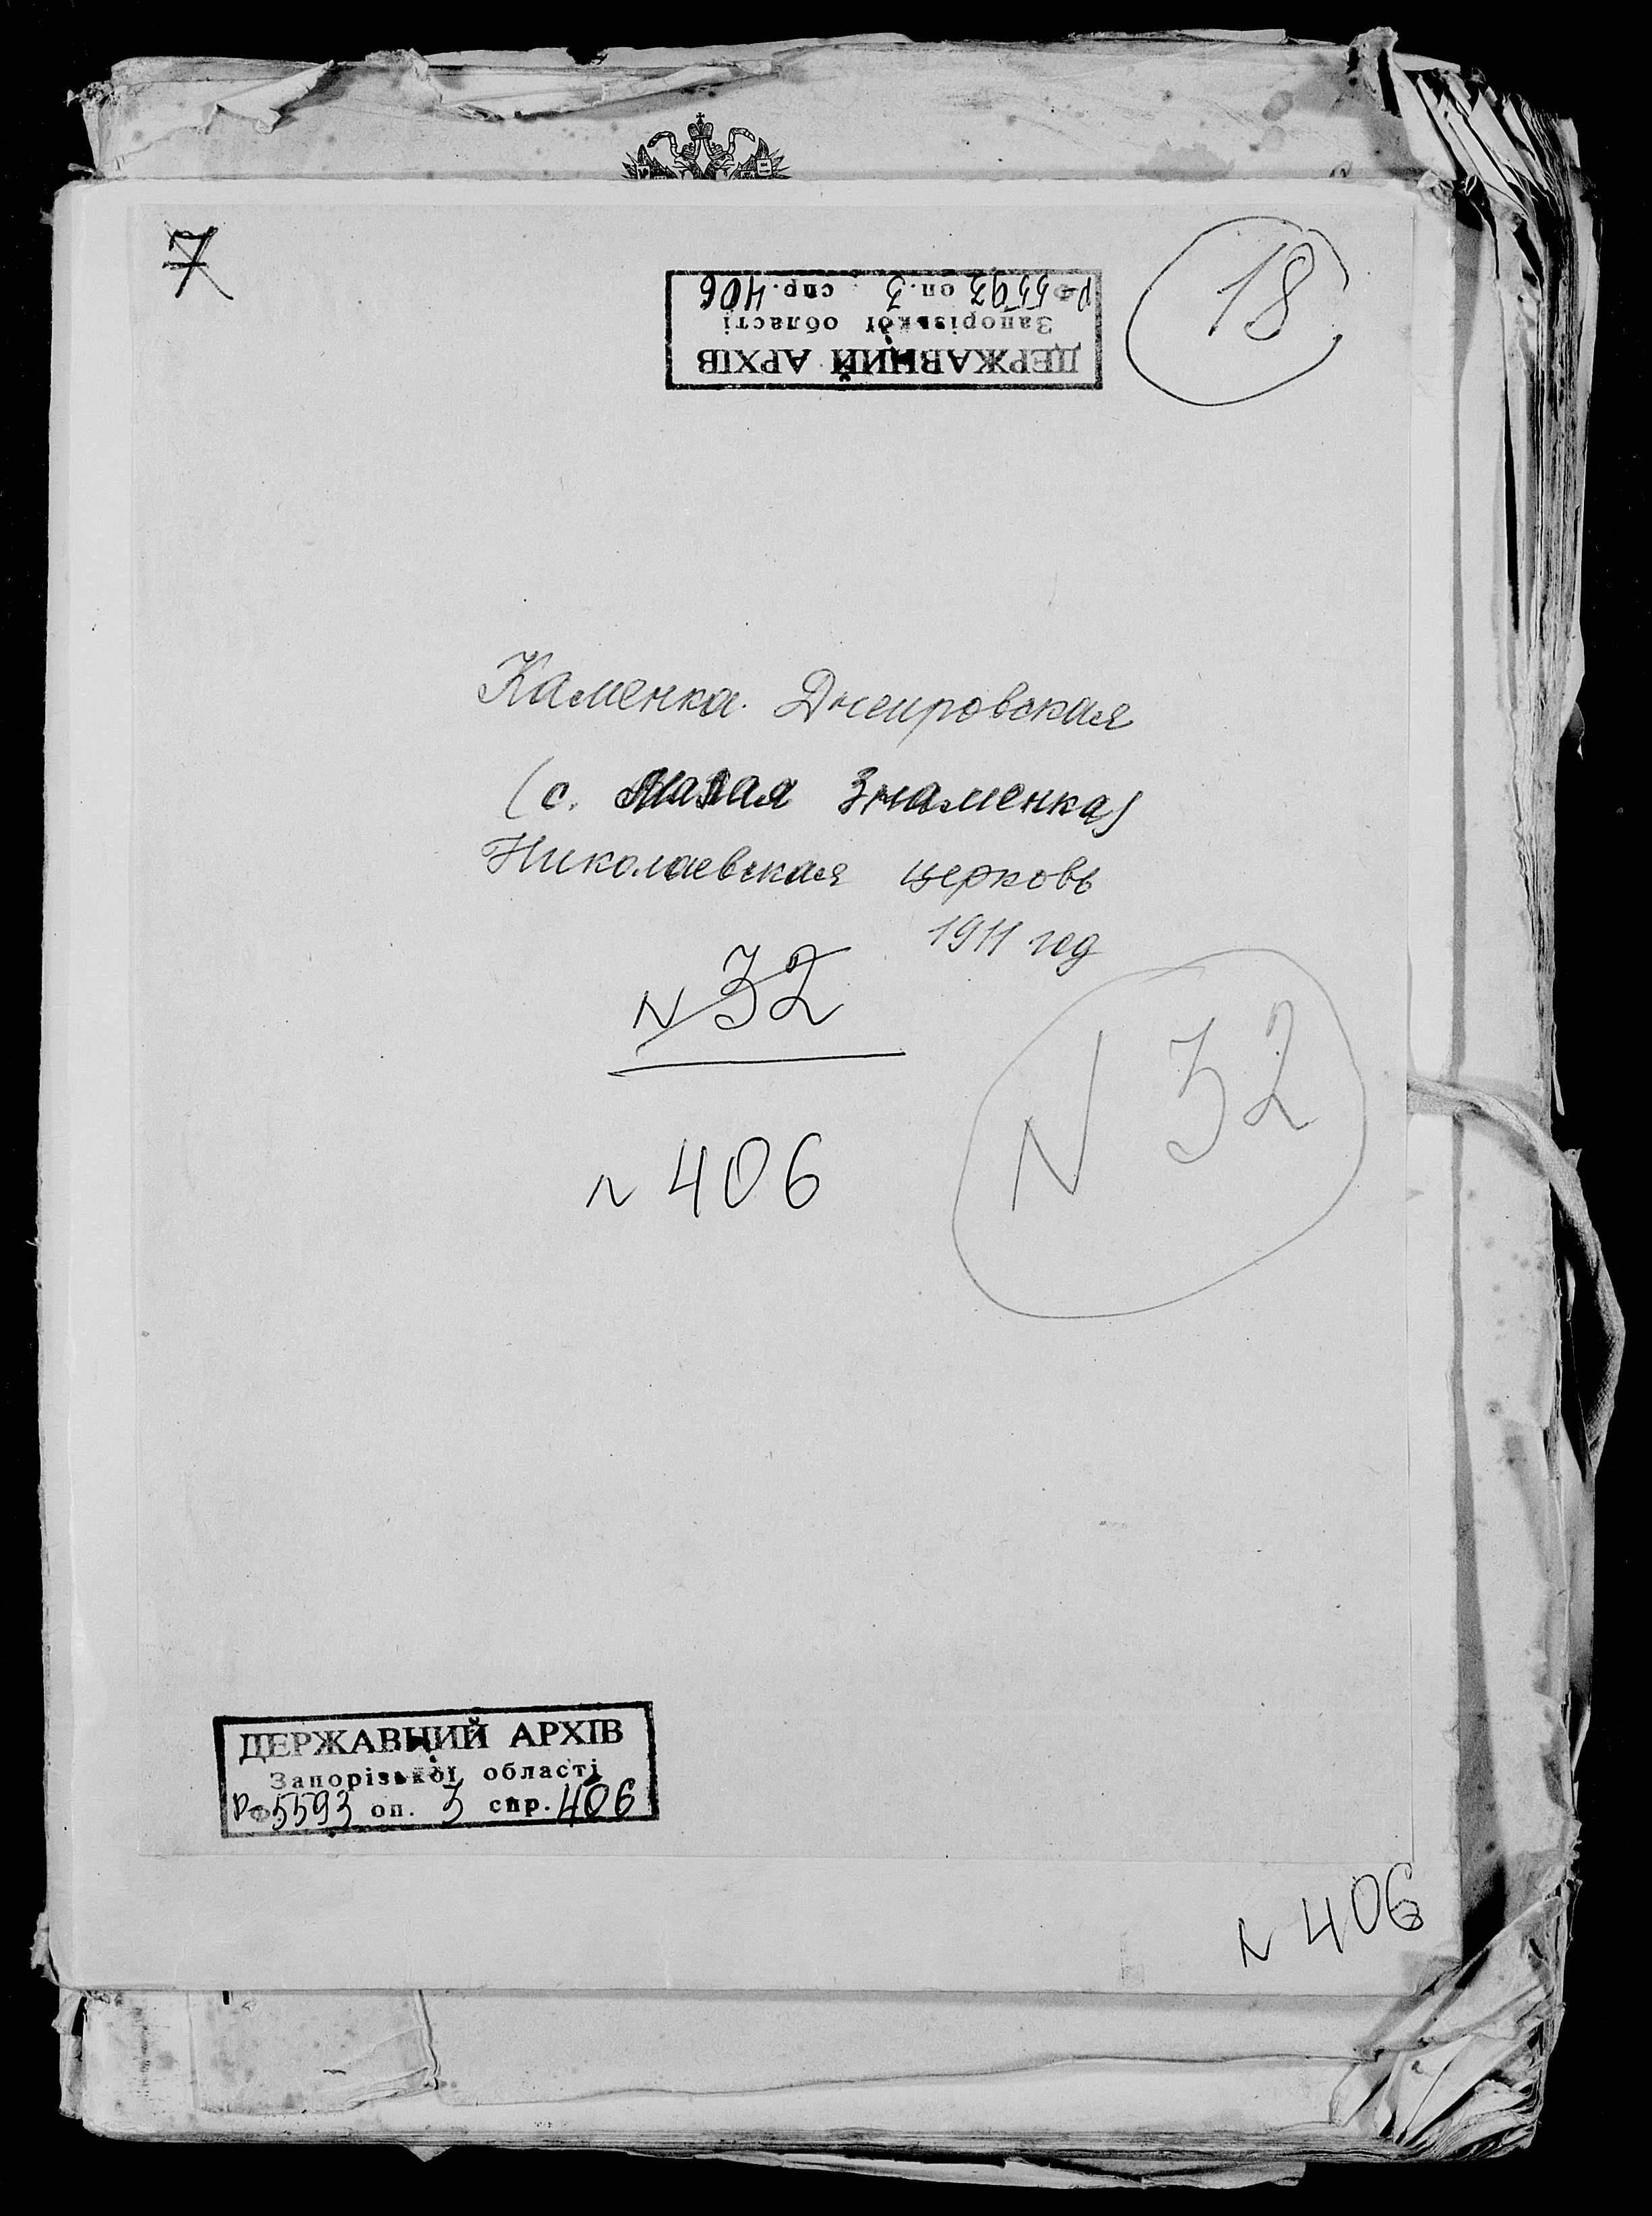 7
18
ДЕРЖАВНИЙ АРХІВ
Запорізької області
Р-5593 оп. 3 спр. 406
Каменка. Днепровская
(с. Малая Знаменка)
Николаевская церковь
1911 год
N 32
N 32
N 406
ДЕРЖАВНИЙ АРХІВ
Запорізької області
Р-5593 оп. 3 спр. 406
N 406